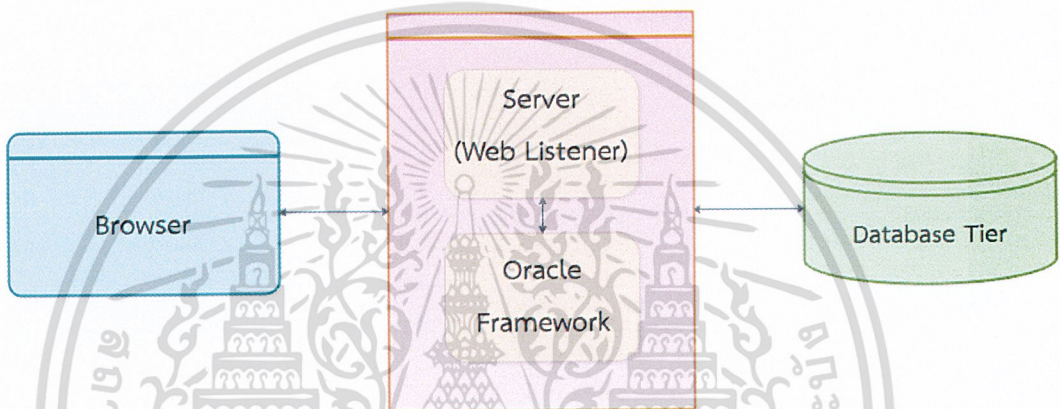 Server
(Web Listener)
Browser
Oracle
Framework
Database Tier